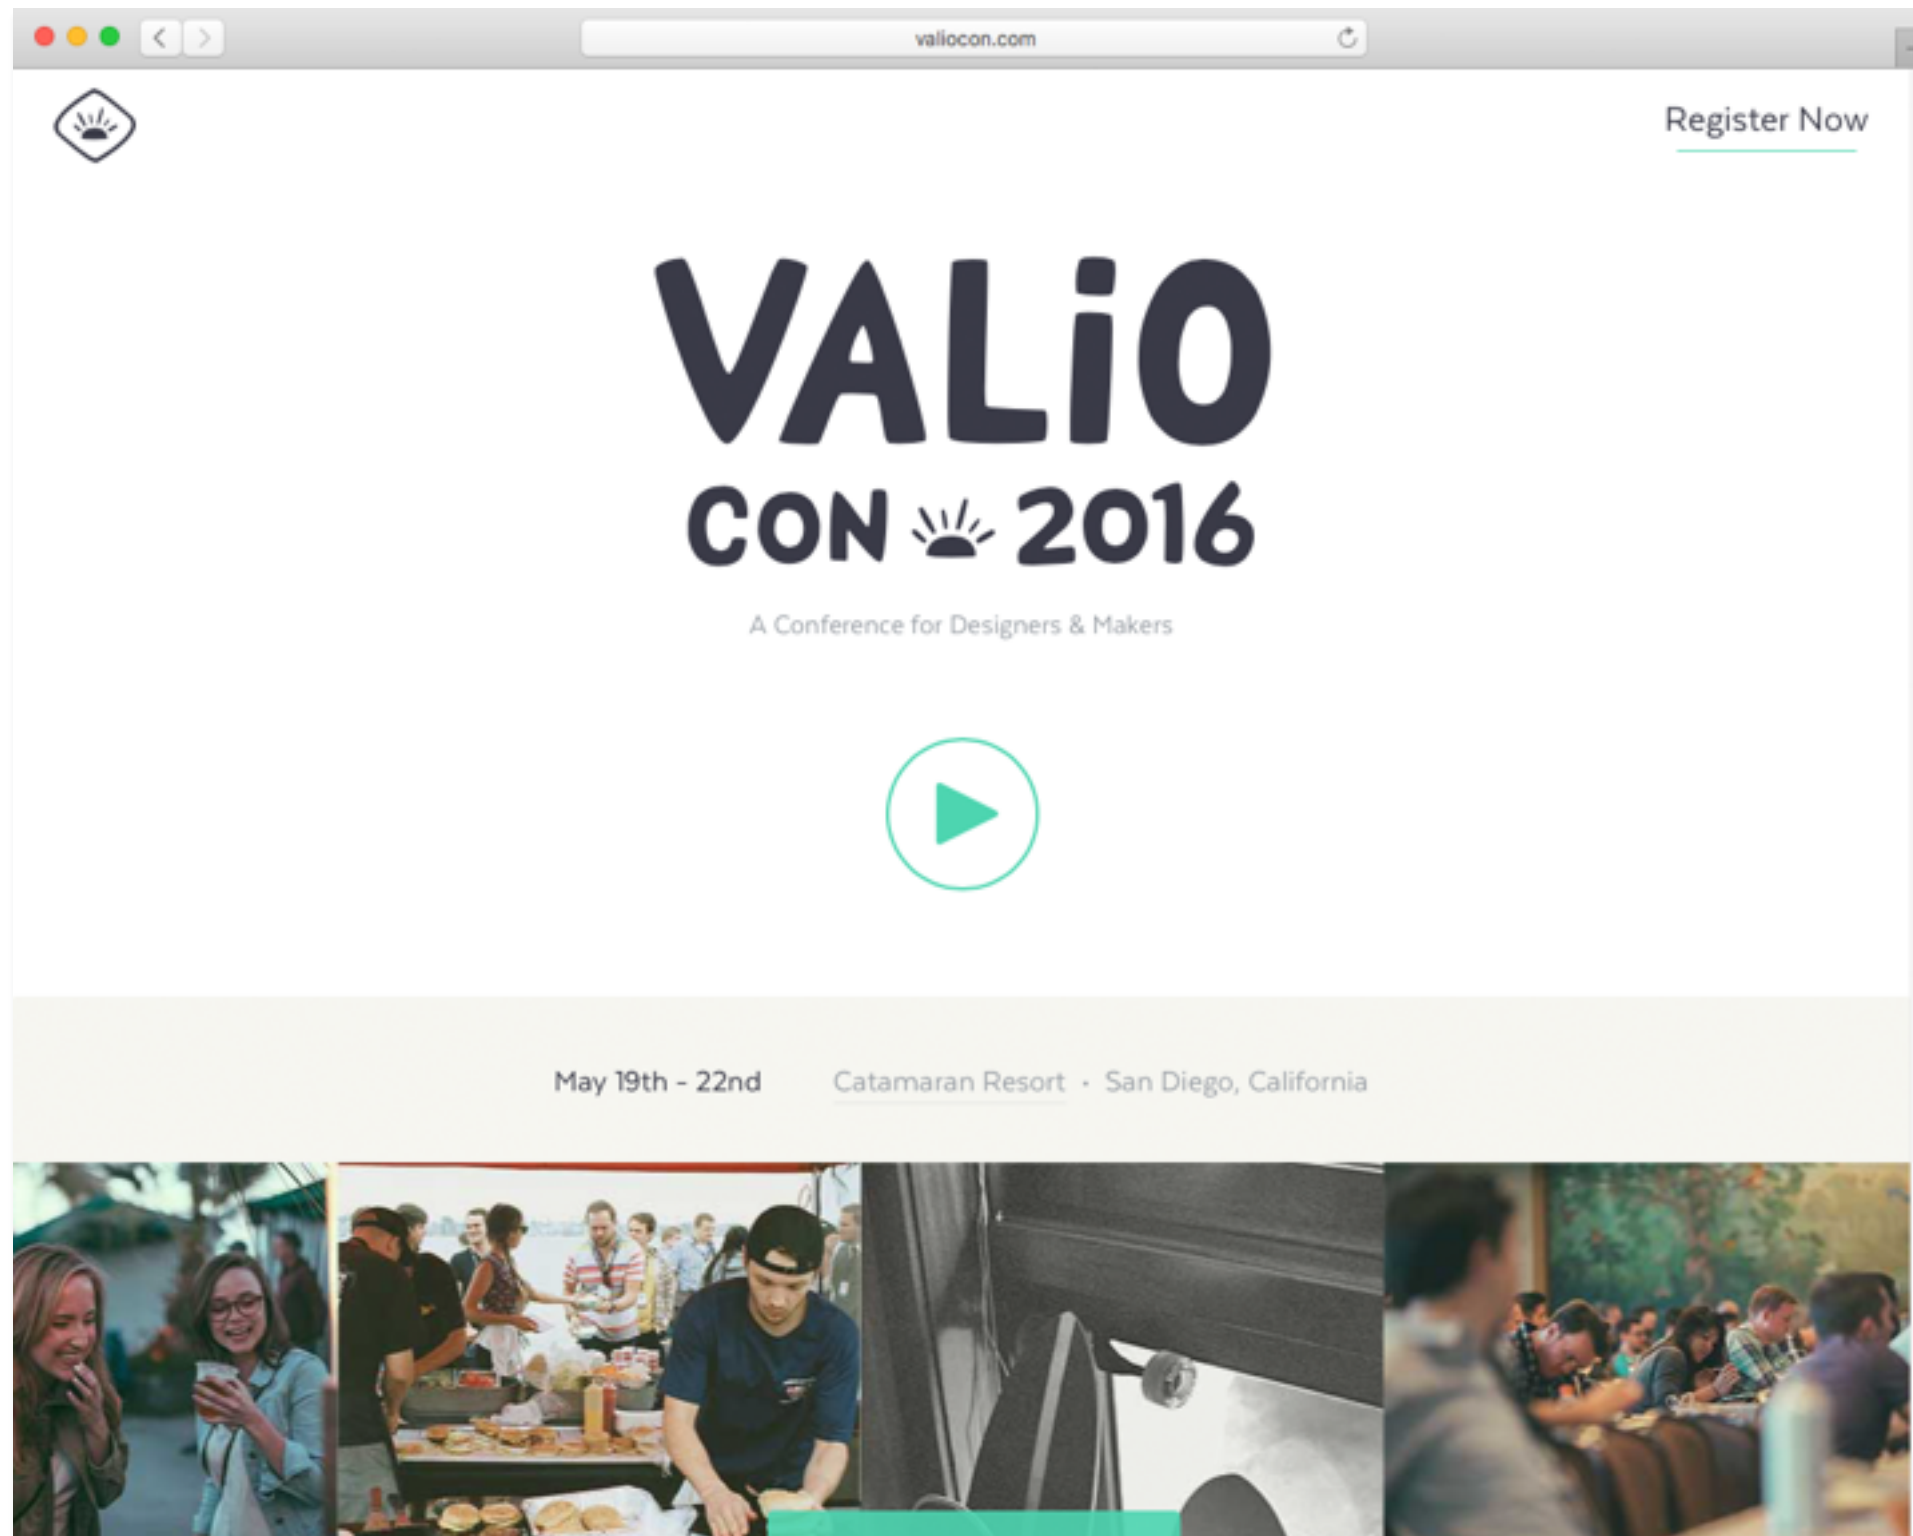 valiocon.com
Register Now
VALiO
CON 2016
A Conference for Designers & Makers
May 19th - 22nd Catamaran Resort • San Diego, California